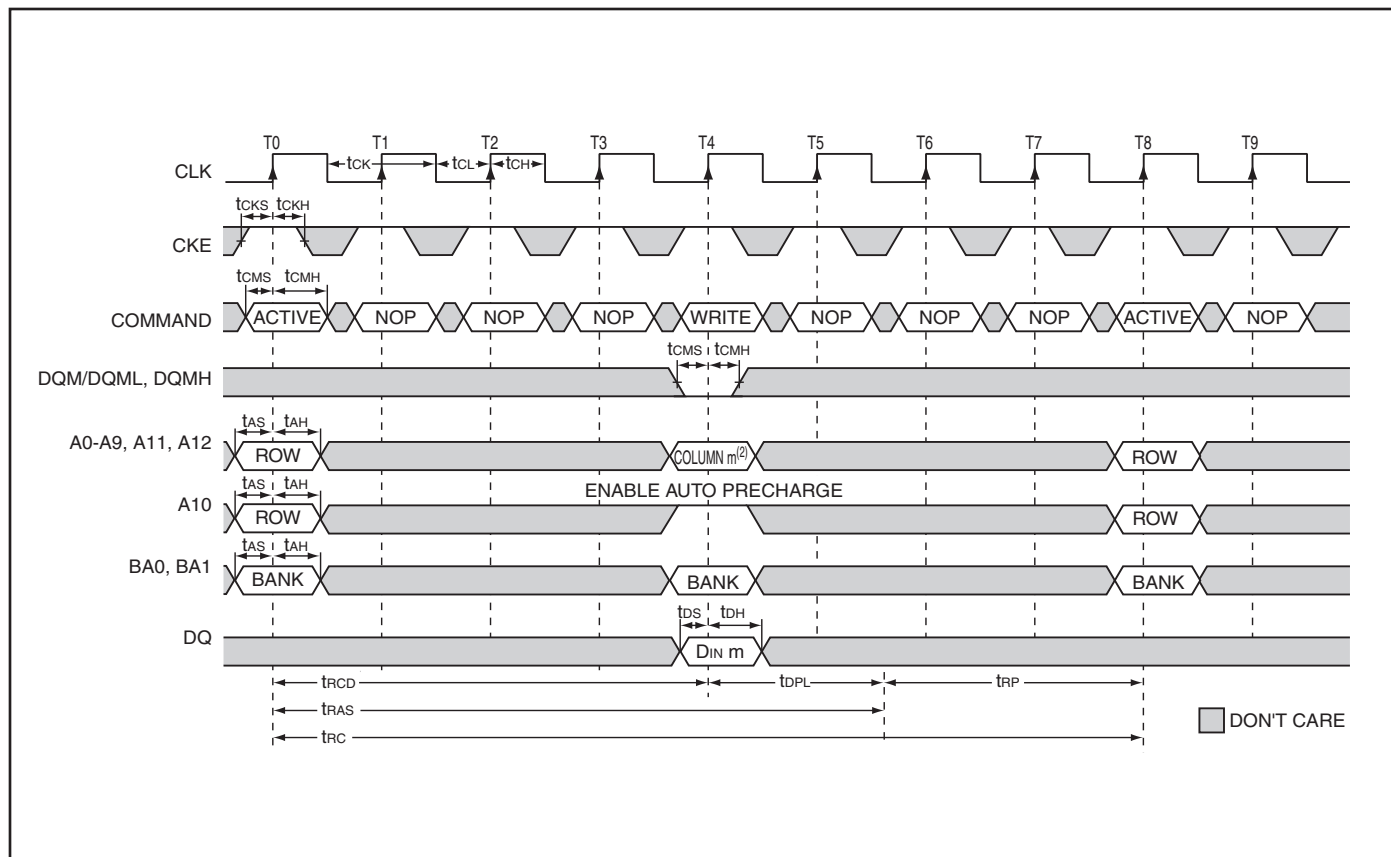 T0 T1 T2 T3 T4 T5 T6 T7 T8 T9
CLK tCK tCL tCH
tCKS tCKH
CKE
tCMS tCMH
COMMAND ACTIVE NOP NOP NOP WRITE NOP NOP NOP ACTIVE NOP
tCMS tCMH
DQM/DQML, DQMH
tAS tAH
A0-A9, A11, A12 ROW COLUMN m(2) ROW
tAS tAH ENABLE AUTO PRECHARGE
A10 ROW ROW
tAS tAH
BA0, BA1 BANK BANK BANK
tDS tDH
DQ DIN m
tRCD tDPL tRP
tRAS
DON'T CARE
tRC